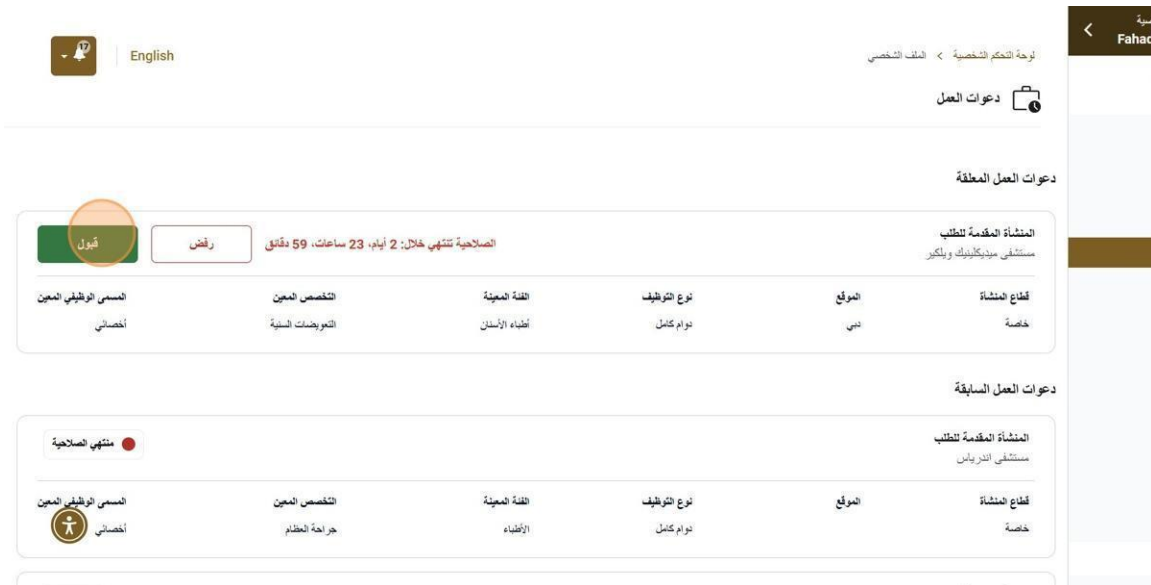 Fahad
English
17
لوحة التحكم الشخصية > الملف الشخصي
دعوات العمل
دعوات العمل المعلقة
المنشأة المقدمة للطلب
مستشفى ميديكلينيك ويلكير
الصلاحية تنتهي خلال: 2 أيام، 23 ساعات، 59 دقائق
رفض
قبول
قطاع المنشأة الموقع نوع التوظيف الفئة المعينة التخصص المعين المسمى الوظيفي المعين
خاصة دبي دوام كامل أطباء الأسنان التعويضات السنية أخصائي
دعوات العمل السابقة
المنشأة المقدمة للطلب
مستشفى اندرياس
منتهي الصلاحية
قطاع المنشأة الموقع نوع التوظيف الفئة المعينة التخصص المعين المسمى الوظيفي المعين
خاصة دوام كامل الأطباء جراحة العظام أخصائي